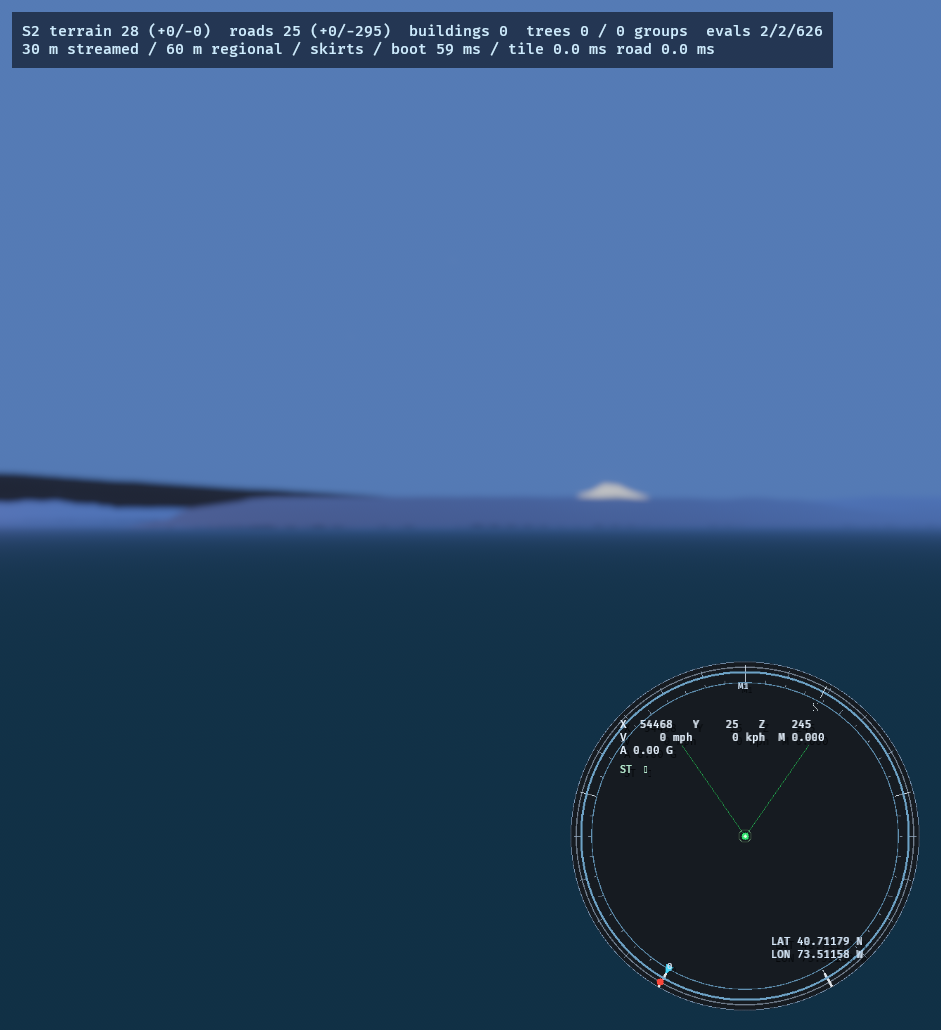 S2 terrain 28 (+0/-0)  roads 25 (+0/-295)  buildings 0  trees 0 / 0 groups  evals 2/2/626
30 m streamed / 60 m regional / skirts / boot 59 ms / tile 0.0 ms road 0.0 ms
X 54468 Y 25 Z 245
V 0 mph 0 kph M 0.000
A 0.00 G
ST
LAT 40.71179 N
LON 73.51158 W